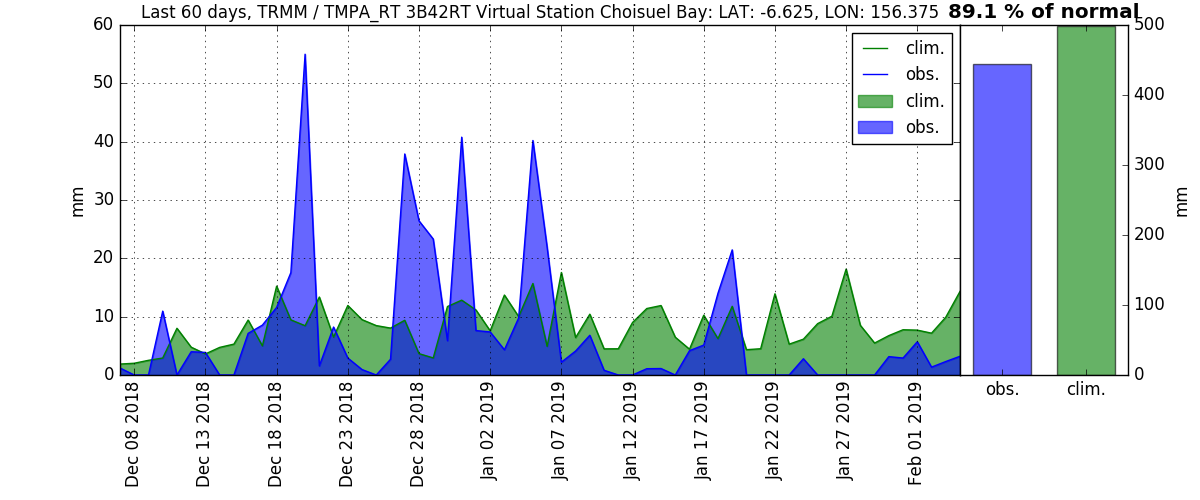 Last 60 days, TRMM / TMPA_RT 3B42RT Virtual Station Choisuel Bay: LAT: -6.625, LON: 156.375
89.1 % of normal
60
50
40
30
20
10
0
mm
clim.
obs.
clim.
obs.
Dec 08 2018
Dec 13 2018
Dec 18 2018
Dec 23 2018
Dec 28 2018
Jan 02 2019
Jan 07 2019
Jan 12 2019
Jan 17 2019
Jan 22 2019
Jan 27 2019
Feb 01 2019
500
400
300
200
100
0
mm
obs.
clim.